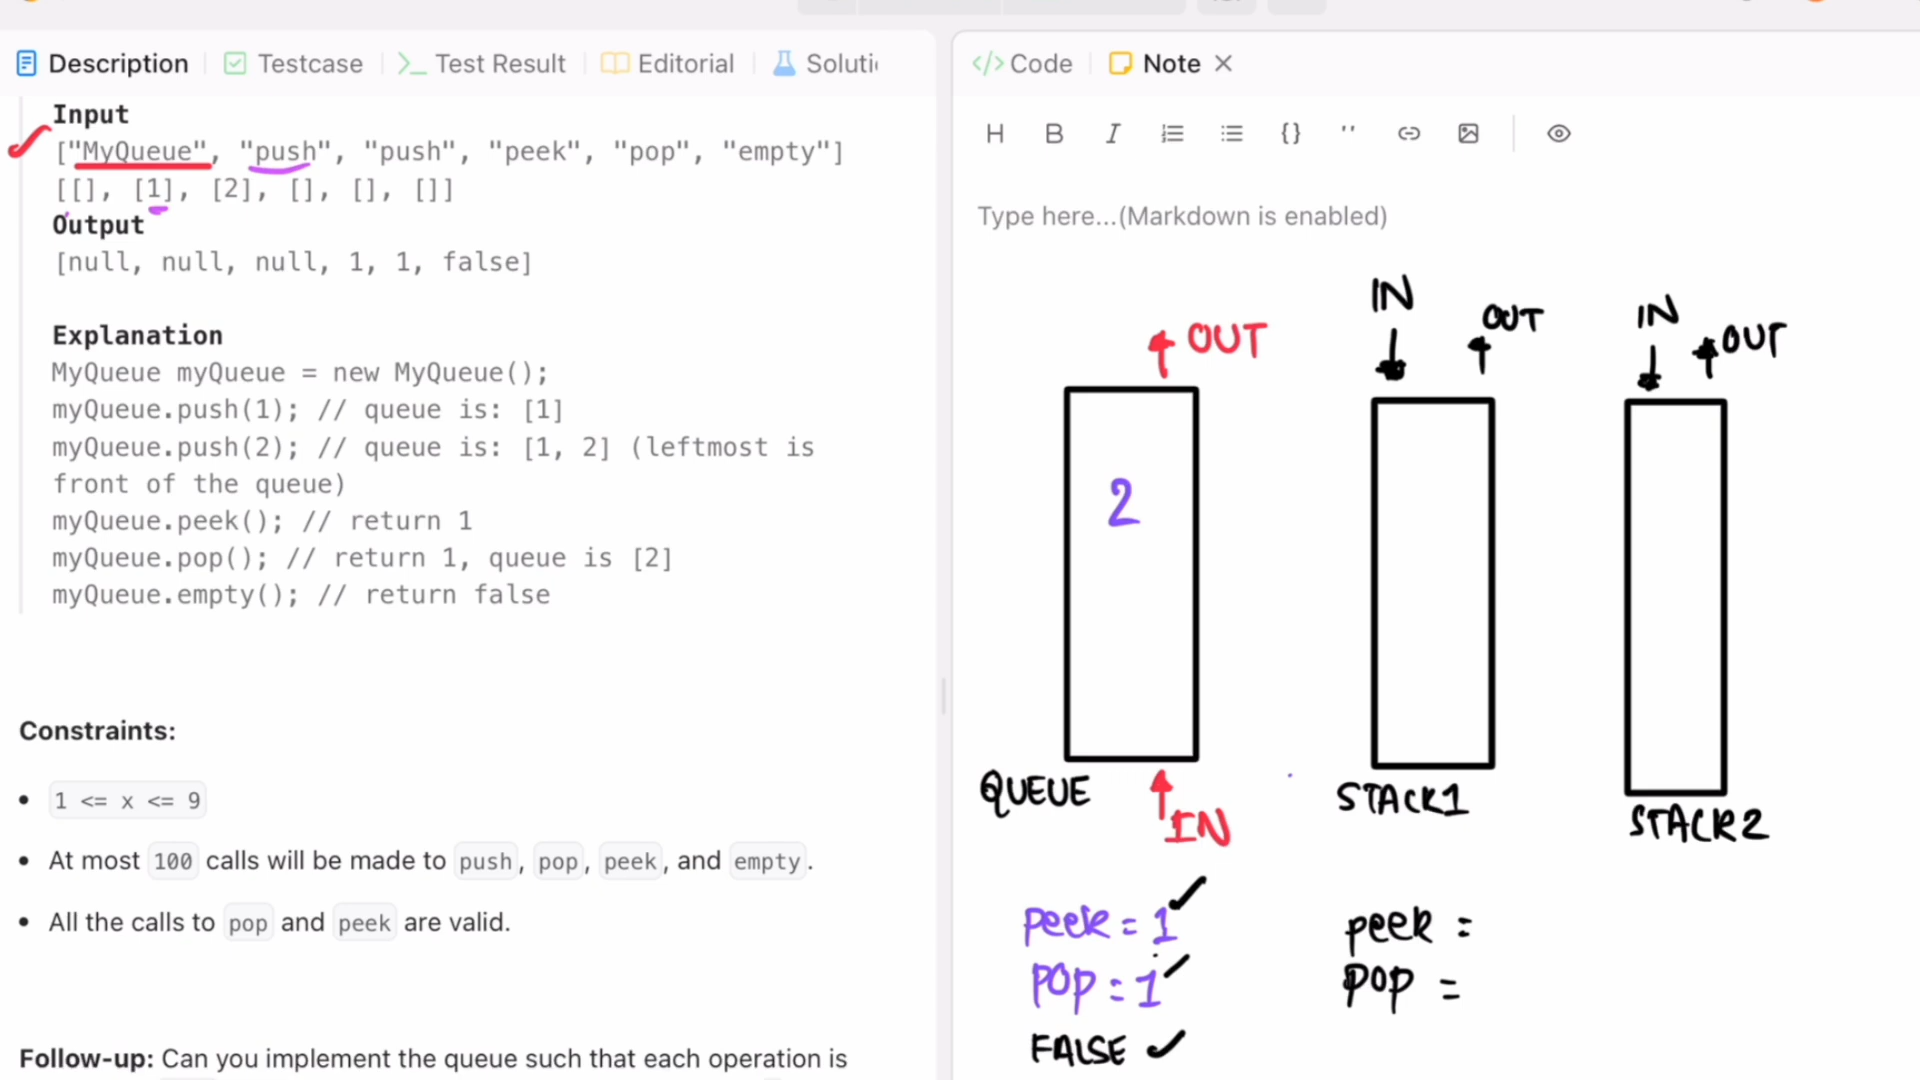 Description
Testcase
Test Result
Editorial
Soluti
Input
["MyQueue", "push", "push", "peek", "pop", "empty"]
[[], [1], [2], [], [], []]
Output
[null, null, null, 1, 1, false]
Explanation
MyQueue myQueue = new MyQueue();
myQueue.push(1); // queue is: [1]
myQueue.push(2); // queue is: [1, 2] (leftmost is
front of the queue)
myQueue.peek(); // return 1
myQueue.pop(); // return 1, queue is [2]
myQueue.empty(); // return false
Constraints:
• 1 <= x <= 9
• At most 100 calls will be made to push, pop, peek, and empty.
• All the calls to pop and peek are valid.
Follow-up: Can you implement the queue such that each operation is
</> Code
Note
H B I {} ''
Type here...(Markdown is enabled)
OUT
IN
OUT
IN
OUT
2
QUEUE
IN
STACK1
STACK2
peek = 1
POP = 1
FALSE
peek =
POP =